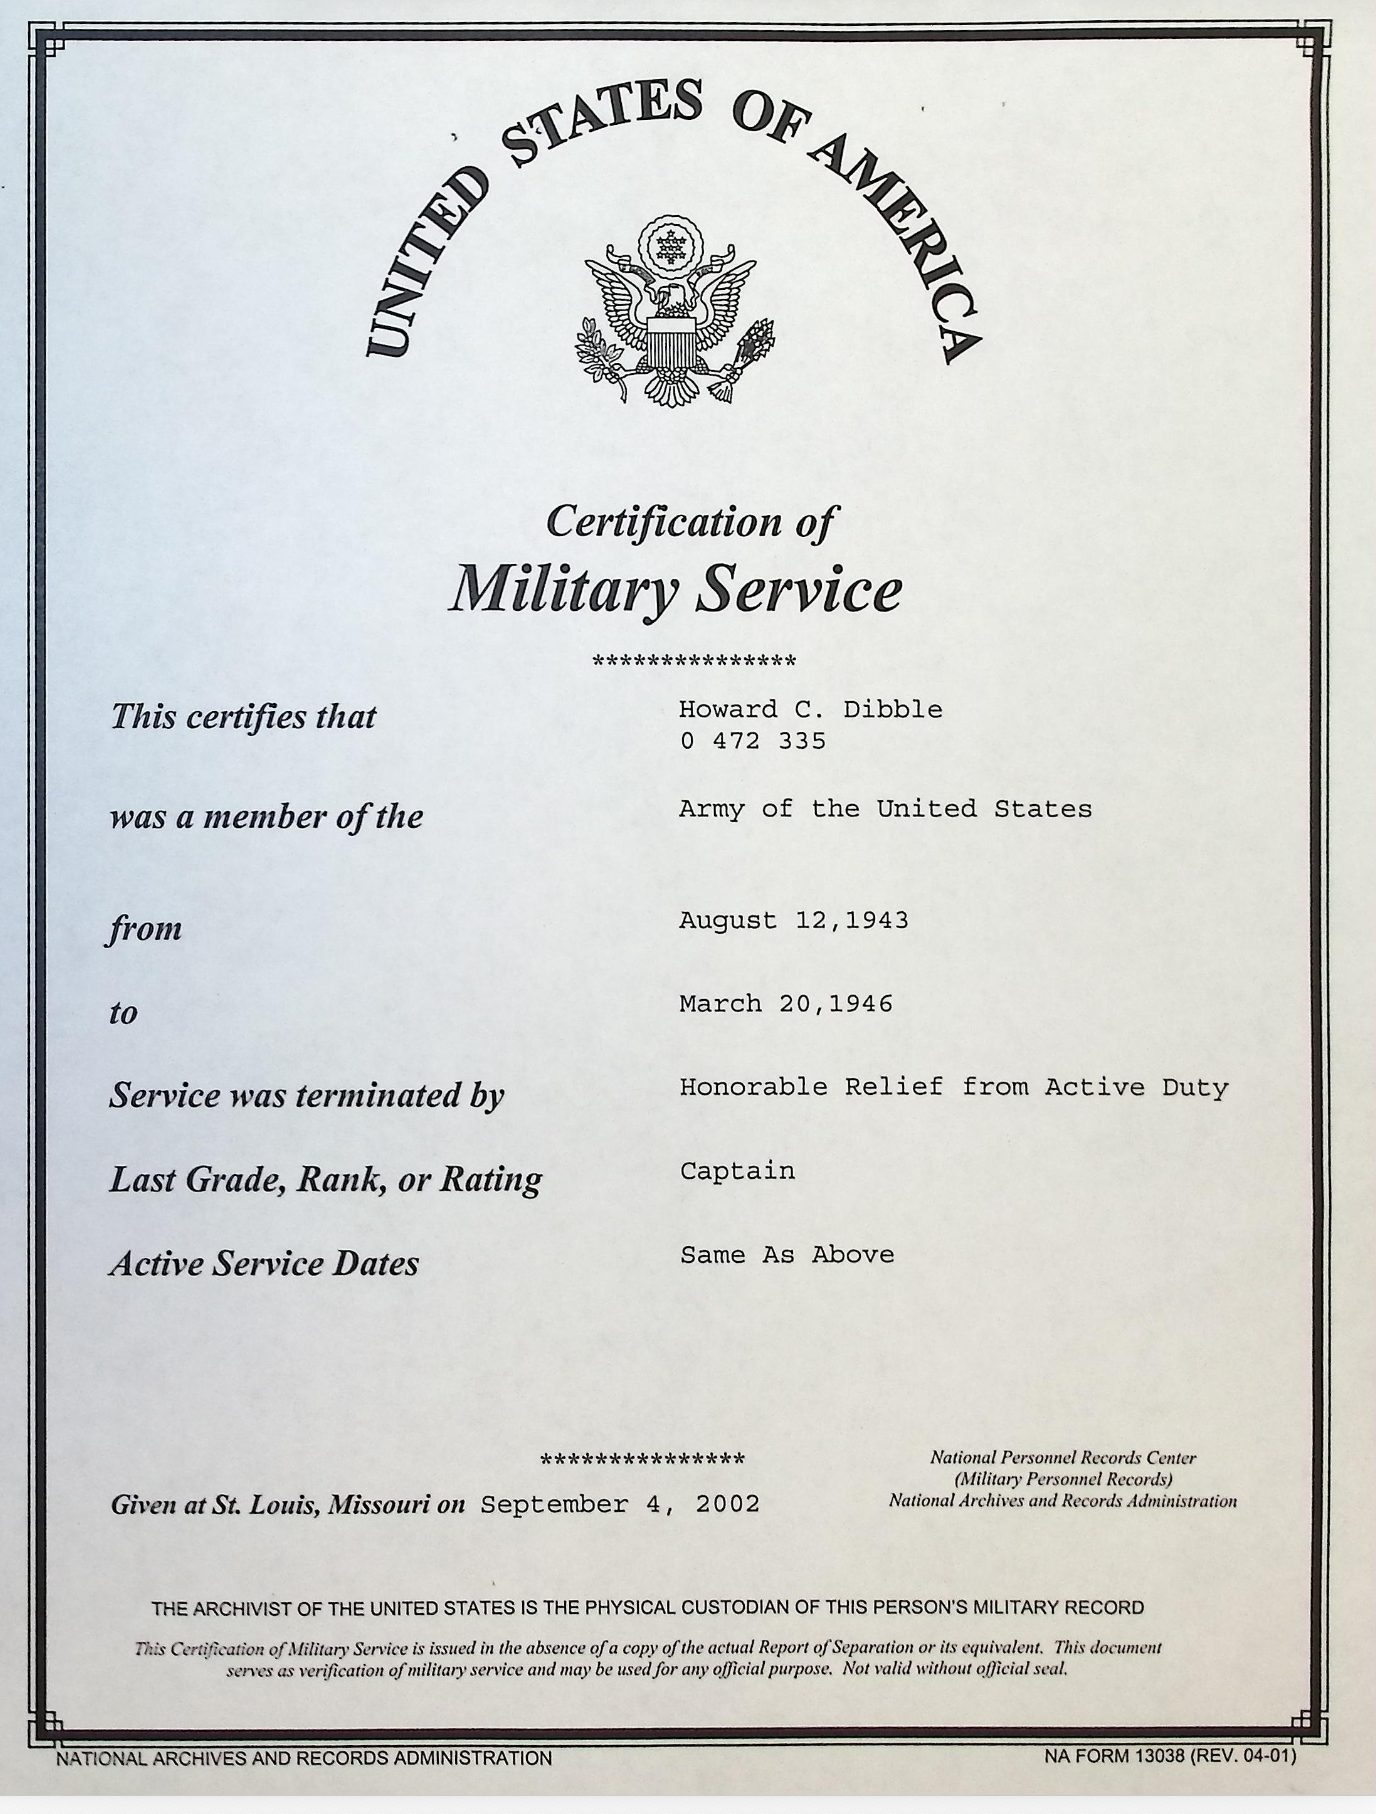 UNITED STATES OF AMERICA
Certification of
Military Service
***************
This certifies that Howard C. Dibble
0 472 335
was a member of the Army of the United States
from August 12,1943
to March 20,1946
Service was terminated by Honorable Relief from Active Duty
Last Grade, Rank, or Rating Captain
Active Service Dates Same As Above
***************
National Personnel Records Center
(Military Personnel Records)
National Archives and Records Administration
Given at St. Louis, Missouri on September 4, 2002
THE ARCHIVIST OF THE UNITED STATES IS THE PHYSICAL CUSTODIAN OF THIS PERSON'S MILITARY RECORD
This Certification of Military Service is issued in the absence of a copy of the actual Report of Separation or its equivalent. This document
serves as verification of military service and may be used for any official purpose. Not valid without official seal.
NATIONAL ARCHIVES AND RECORDS ADMINISTRATION NA FORM 13038 (REV. 04-01)